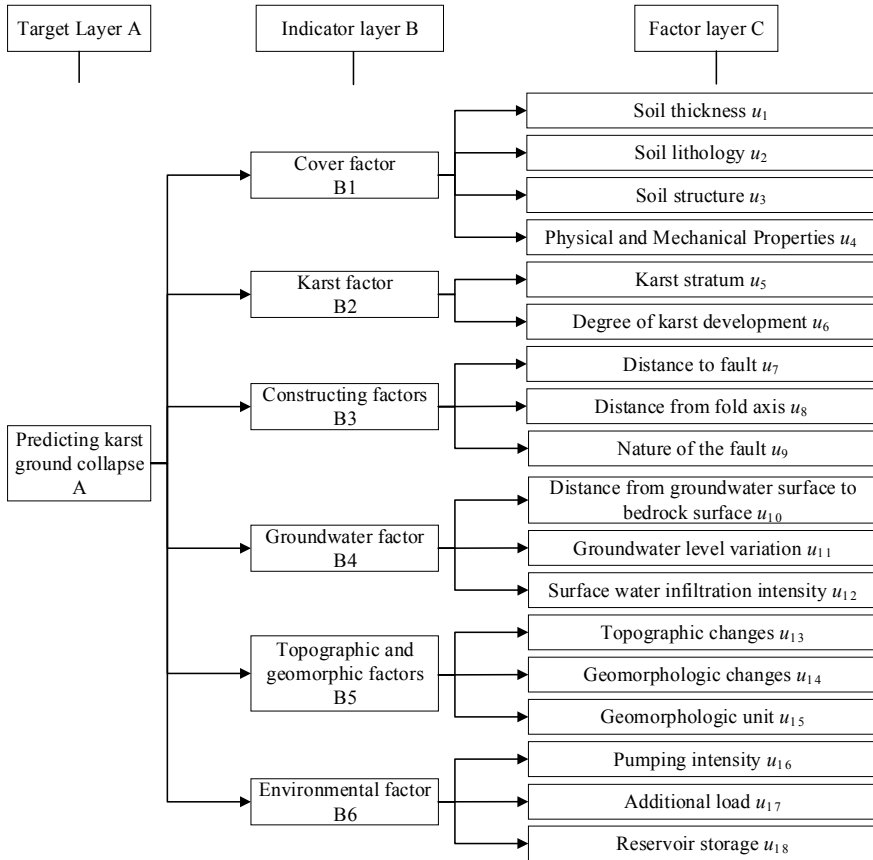 Target Layer A
Indicator layer B
Factor layer C
Predicting karst
ground collapse
A
Cover factor
B1
Soil thickness u1
Soil lithology u2
Soil structure u3
Physical and Mechanical Properties u4
Karst factor
B2
Karst stratum u5
Degree of karst development u6
Constructing factors
B3
Distance to fault u7
Distance from fold axis u8
Nature of the fault u9
Groundwater factor
B4
Distance from groundwater surface to
bedrock surface u10
Groundwater level variation u11
Surface water infiltration intensity u12
Topographic and
geomorphic factors
B5
Topographic changes u13
Geomorphologic changes u14
Geomorphologic unit u15
Environmental factor
B6
Pumping intensity u16
Additional load u17
Reservoir storage u18